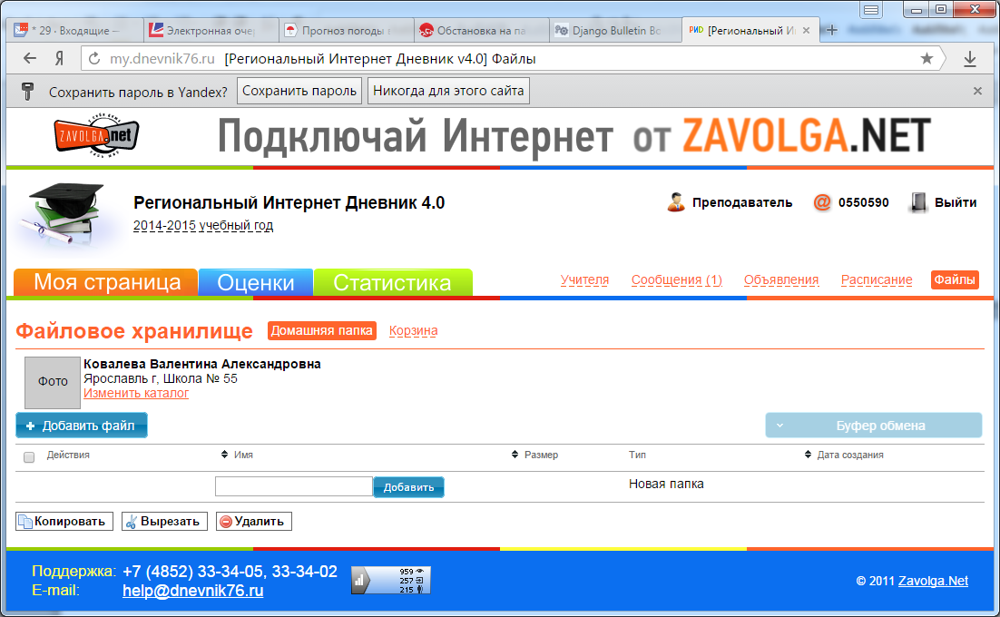 * 29 · Входящие —
Электронная очер
Прогноз погоды в
Обстановка на па
Django Bulletin Bo
РИD [Региональный И
Я my.dnevnik76.ru [Региональный Интернет Дневник v4.0] Файлы
Сохранить пароль в Yandex? Сохранить пароль Никогда для этого сайта
ZAVOLGA.net Подключай Интернет от ZAVOLGA.NET
Региональный Интернет Дневник 4.0
2014-2015 учебный год
Преподаватель @ 0550590 Выйти
Моя страница Оценки Статистика
Учителя Сообщения (1) Объявления Расписание Файлы
Файловое хранилище Домашняя папка Корзина
Фото
Ковалева Валентина Александровна
Ярославль г, Школа № 55
Изменить каталог
+ Добавить файл Буфер обмена
Действия Имя Размер Тип Дата создания
Добавить Новая папка
Копировать Вырезать Удалить
Поддержка: +7 (4852) 33-34-05, 33-34-02
E-mail: help@dnevnik76.ru
959
257
215
© 2011 Zavolga.Net